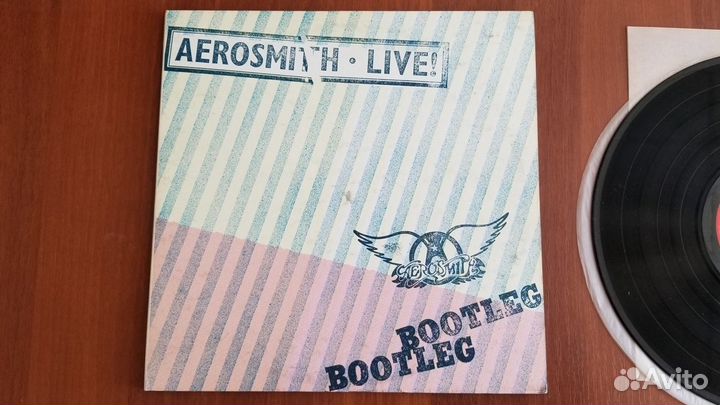 AEROSMITH • LIVE!
AEROSMITH
BOOTLEG
BOOTLEG
Avito